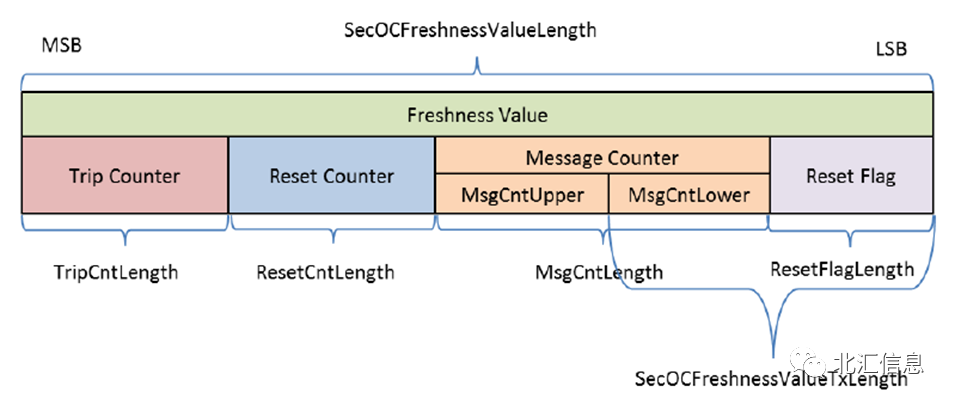 SecOCFreshnessValueLength
MSB
LSB
Freshness Value
Trip Counter
Reset Counter
Message Counter
Reset Flag
MsgCntUpper
MsgCntLower
TripCntLength
ResetCntLength
MsgCntLength
ResetFlagLength
北汇信息
SecOCFreshnessValueTxLength